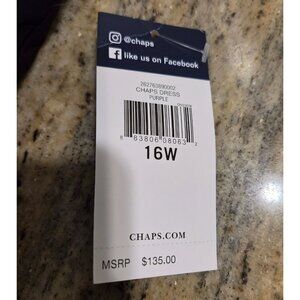 @chaps
like us on Facebook
CHAPS DRESS
PURPLE
16W
CHAPS.COM
MSRP $135.00